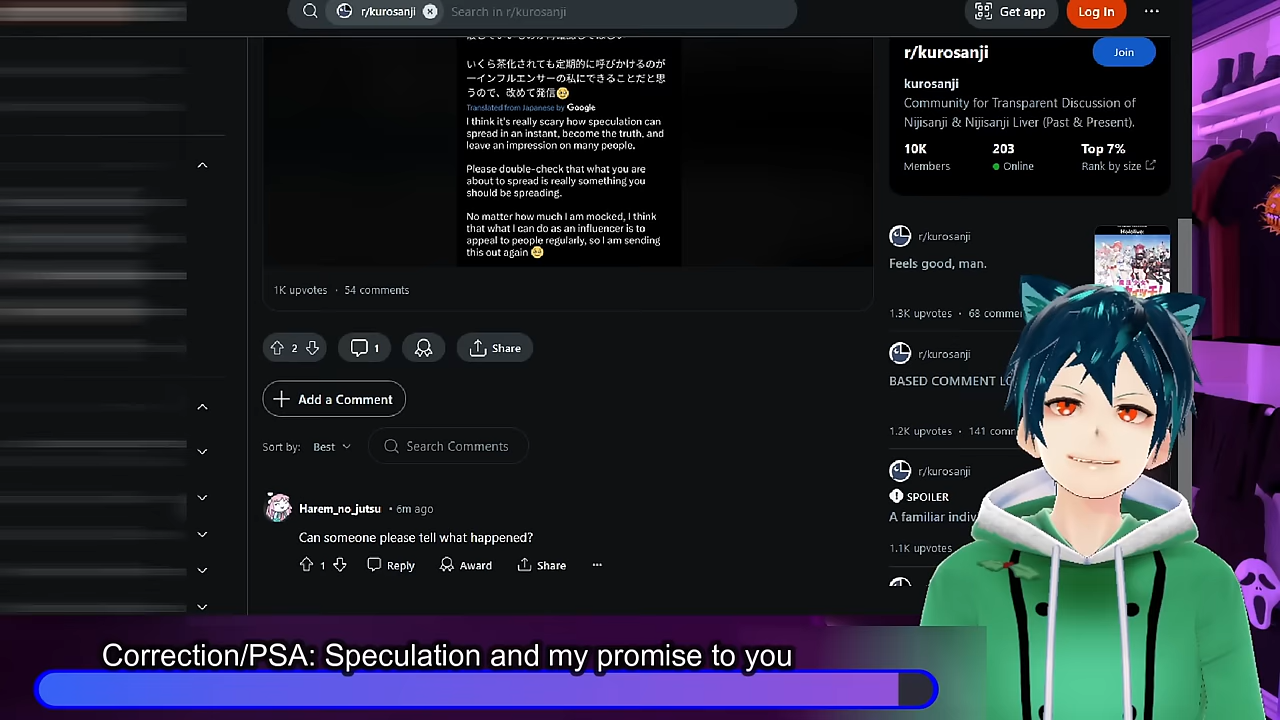 r/kurosanji
Search in r/kurosanji
Get app
Log In
いくら茶化されても定期的に呼びかけるのが
一インフルエンサーの私にできることだと思
うので、改めて発信🥹
Translated from Japanese by Google
I think it's really scary how speculation can
spread in an instant, become the truth, and
leave an impression on many people.
Please double-check that what you are
about to spread is really something you
should be spreading.
No matter how much I am mocked, I think
that what I can do as an influencer is to
appeal to people regularly, so I am sending
this out again 🥹
1K upvotes · 54 comments
2
1
Share
Add a Comment
Sort by:
Best
Search Comments
Harem_no_jutsu • 6m ago
Can someone please tell what happened?
1
Reply
Award
Share
r/kurosanji
Join
kurosanji
Community for Transparent Discussion of
Nijisanji & Nijisanji Liver (Past & Present).
10K
203
Top 7%
Members
Online
Rank by size
r/kurosanji
Feels good, man.
1.3K upvotes · 68 commen
r/kurosanji
BASED COMMENT
1.2K upvotes · 141 com
r/kurosanji
SPOILER
A familiar indiv
1.1K upvotes
Correction/PSA: Speculation and my promise to you